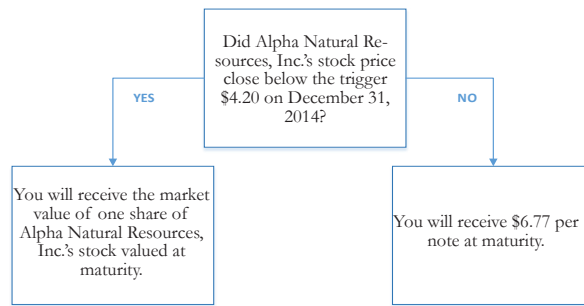 Did Alpha Natural Re-
sources, Inc.'s stock price
close below the trigger
$4.20 on December 31,
2014?
YES
NO
You will receive the market
value of one share of
Alpha Natural Resources,
Inc.'s stock valued at
maturity.
You will receive $6.77 per
note at maturity.